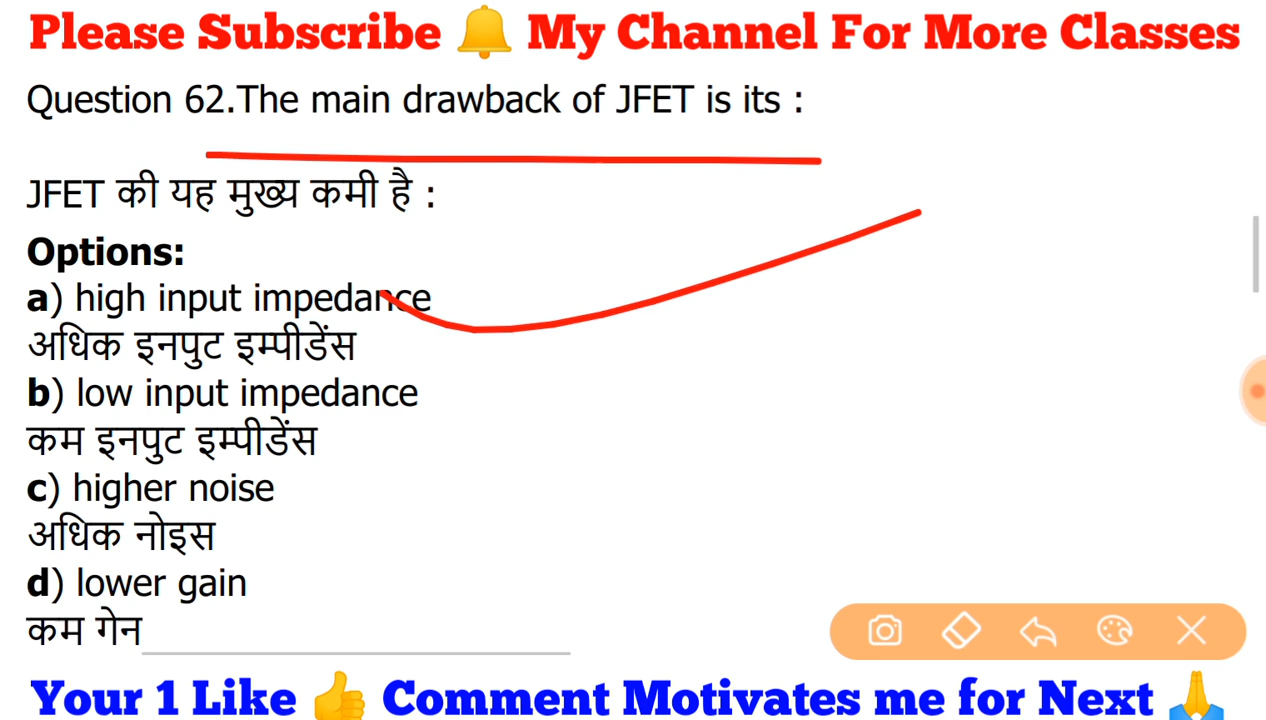 Please Subscribe 🔔 My Channel For More Classes
Question 62.The main drawback of JFET is its :
JFET की यह मुख्य कमी है :
Options:
a) high input impedance
अधिक इनपुट इम्पीडेंस
b) low input impedance
कम इनपुट इम्पीडेंस
c) higher noise
अधिक नोइस
d) lower gain
कम गेन
Your 1 Like 👍 Comment Motivates me for Next 🙏